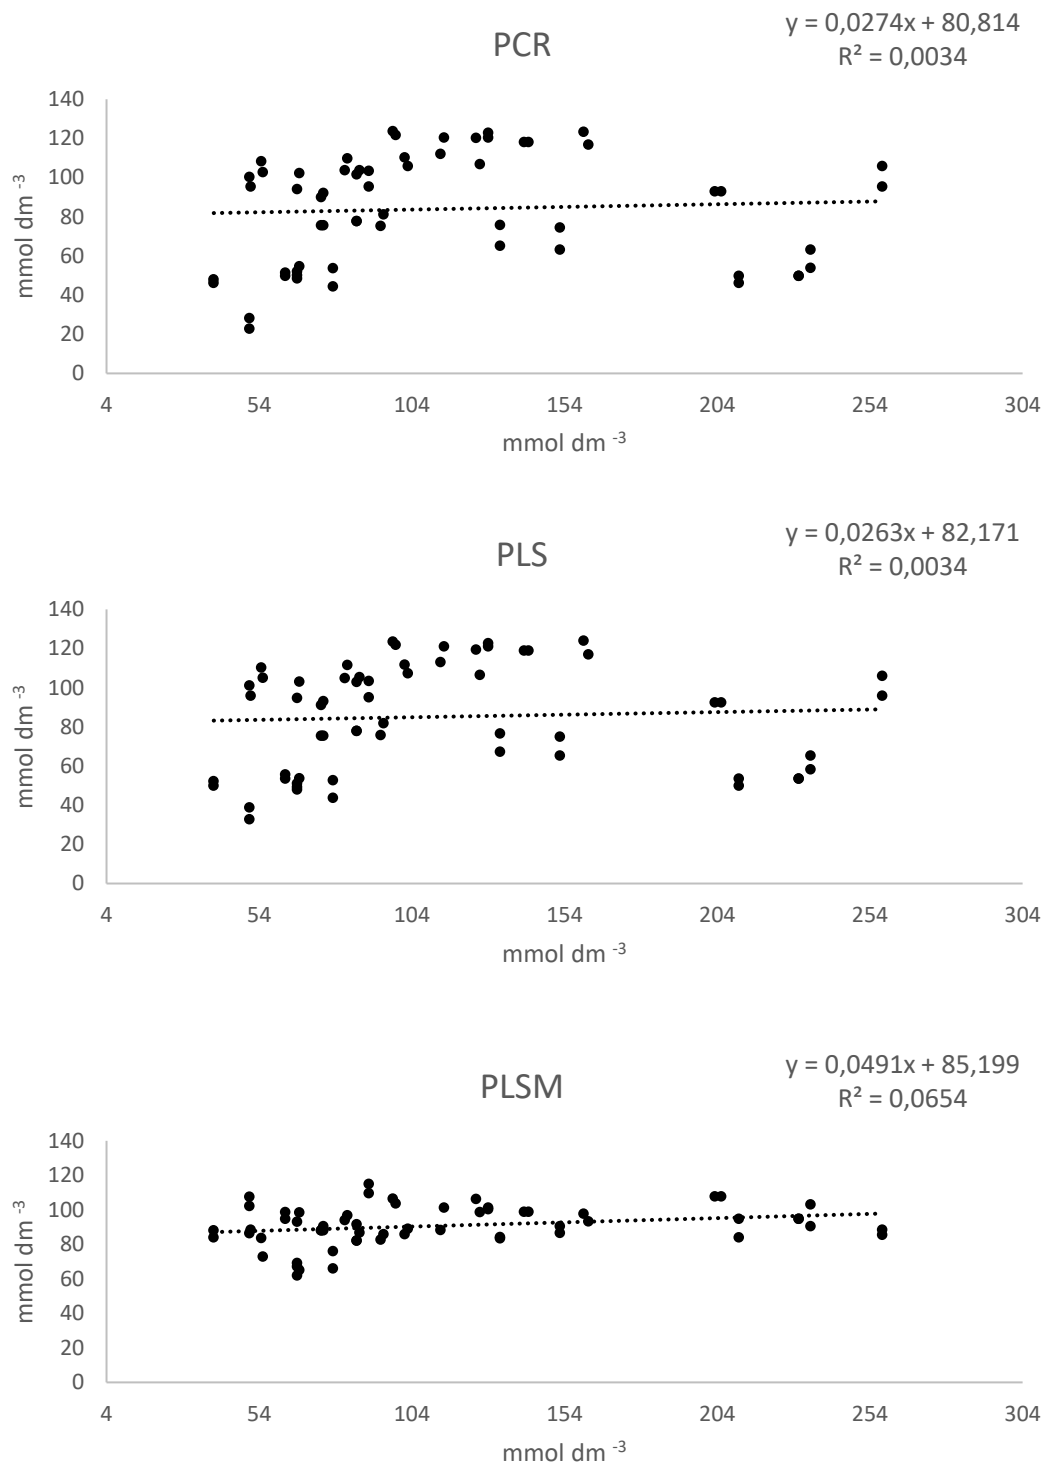 y = 0,0274x + 80,814
R² = 0,0034
PCR
140
120
100
80
60
40
20
0
mmol dm -3
4 54 104 154 204 254 304
mmol dm -3
y = 0,0263x + 82,171
R² = 0,0034
PLS
140
120
100
80
60
40
20
0
mmol dm -3
4 54 104 154 204 254 304
mmol dm -3
y = 0,0491x + 85,199
R² = 0,0654
PLSM
140
120
100
80
60
40
20
0
mmol dm -3
4 54 104 154 204 254 304
mmol dm -3